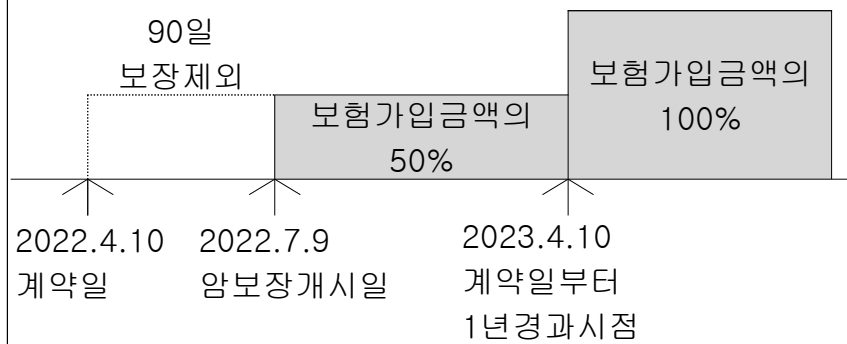 90일
보장제외
보험가입금액의
50%
보험가입금액의
100%
2022.4.10
계약일
2022.7.9
암보장개시일
2023.4.10
계약일부터
1년경과시점